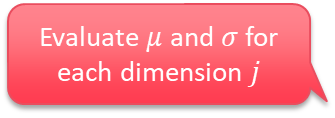 Evaluate 𝜇 and 𝜎 for
each dimension 𝑗